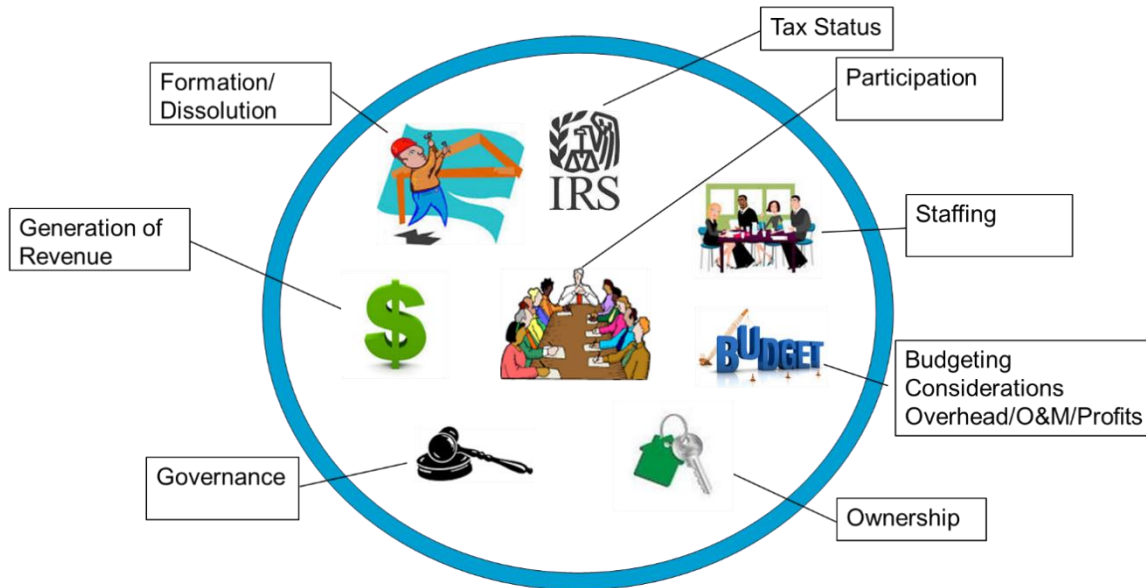 Tax Status
Formation/
Dissolution
Participation
IRS
Staffing
Generation of
Revenue
BUDGET
Budgeting
Considerations
Overhead/O&M/Profits
Governance
Ownership